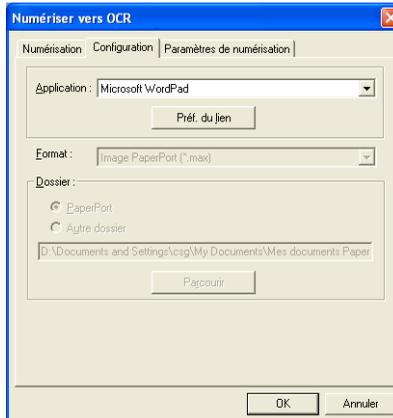 Numériser vers OCR
Numérisation Configuration Paramètres de numérisation
Application : Microsoft WordPad
Préf. du lien
Format : Image PaperPort (*.max)
Dossier :
PaperPort
Autre dossier
D:\Documents and Settings\csg\My Documents\Mes documents Paper
Parcourir
OK Annuler